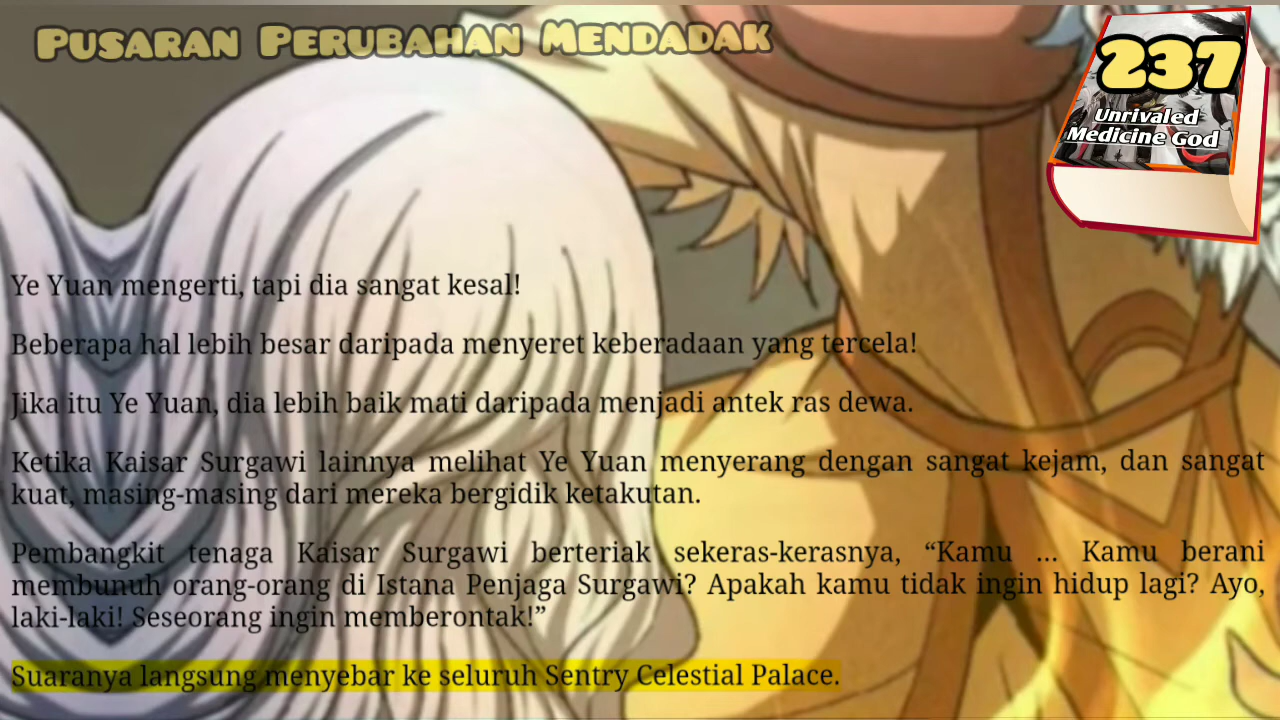 Pusaran Perubahan Mendadak
237
Unrivaled
Medicine God
Ye Yuan mengerti, tapi dia sangat kesal!
Beberapa hal lebih besar daripada menyeret keberadaan yang tercela!
Jika itu Ye Yuan, dia lebih baik mati daripada menjadi antek ras dewa.
Ketika Kaisar Surgawi lainnya melihat Ye Yuan menyerang dengan sangat kejam, dan sangat
kuat, masing-masing dari mereka bergidik ketakutan.
Pembangkit tenaga Kaisar Surgawi berteriak sekeras-kerasnya, “Kamu ... Kamu berani
membunuh orang-orang di Istana Penjaga Surgawi? Apakah kamu tidak ingin hidup lagi? Ayo,
laki-laki! Seseorang ingin memberontak!”
Suaranya langsung menyebar ke seluruh Sentry Celestial Palace.